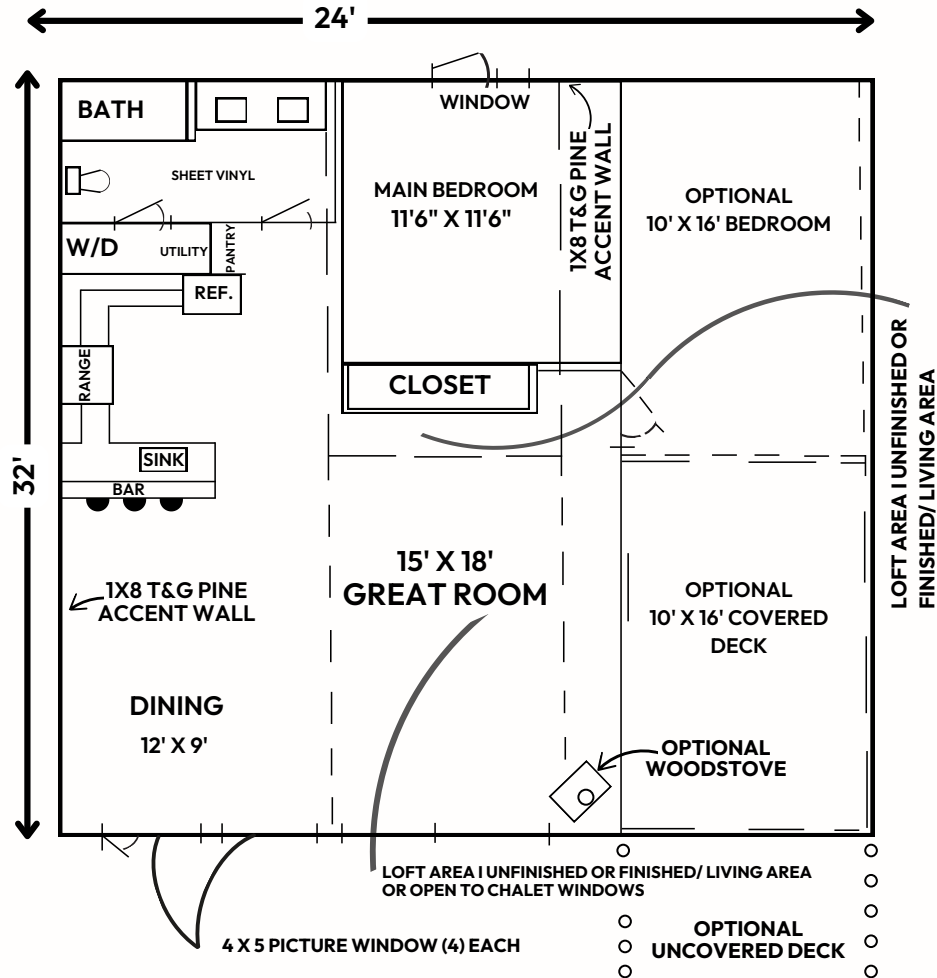 24'
32'
BATH
SHEET VINYL
W/D
UTILITY
PANTRY
REF.
RANGE
SINK
BAR
WINDOW
MAIN BEDROOM
11'6" X 11'6"
1X8 T&G PINE
ACCENT WALL
CLOSET
OPTIONAL
10' X 16' BEDROOM
LOFT AREA I UNFINISHED OR
FINISHED/ LIVING AREA
1X8 T&G PINE
ACCENT WALL
15' X 18'
GREAT ROOM
OPTIONAL
10' X 16' COVERED
DECK
DINING
12' X 9'
OPTIONAL
WOODSTOVE
LOFT AREA I UNFINISHED OR FINISHED/ LIVING AREA
OR OPEN TO CHALET WINDOWS
4 X 5 PICTURE WINDOW (4) EACH
OPTIONAL
UNCOVERED DECK